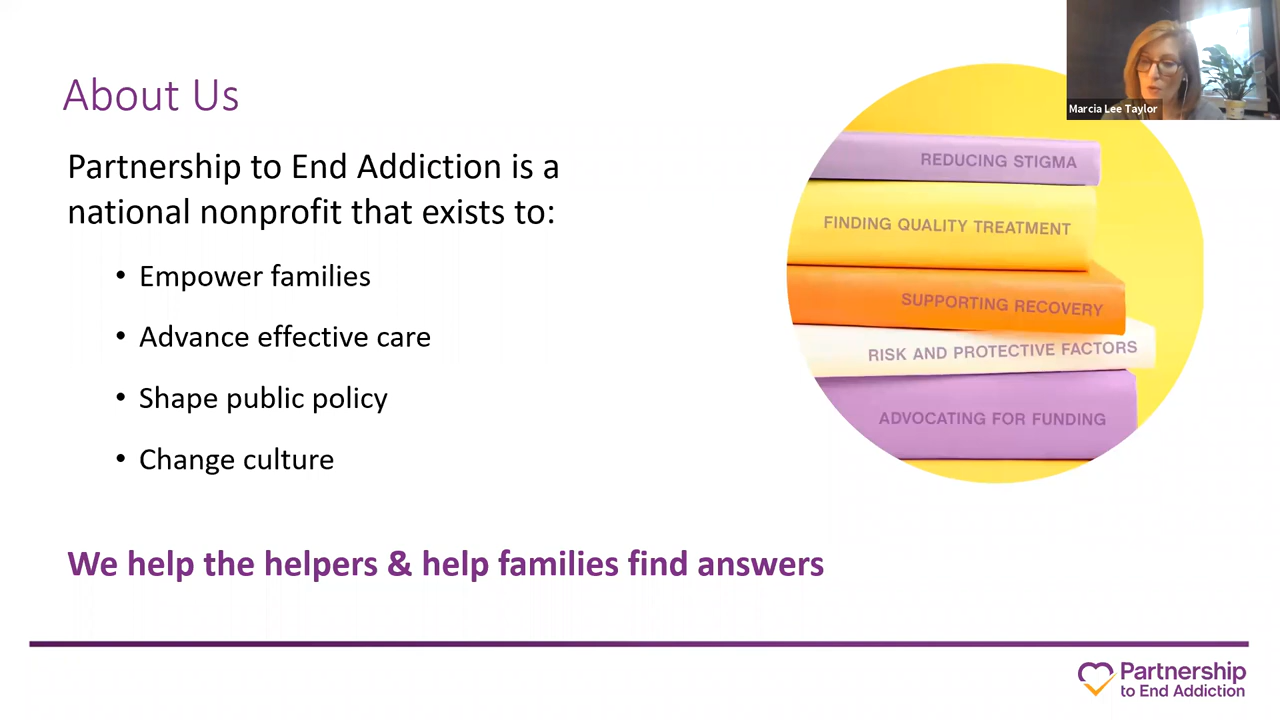 About Us
Partnership to End Addiction is a
national nonprofit that exists to:
• Empower families
• Advance effective care
• Shape public policy
• Change culture
We help the helpers & help families find answers
Marcia Lee Taylor
REDUCING STIGMA
FINDING QUALITY TREATMENT
SUPPORTING RECOVERY
RISK AND PROTECTIVE FACTORS
ADVOCATING FOR FUNDING
Partnership
to End Addiction